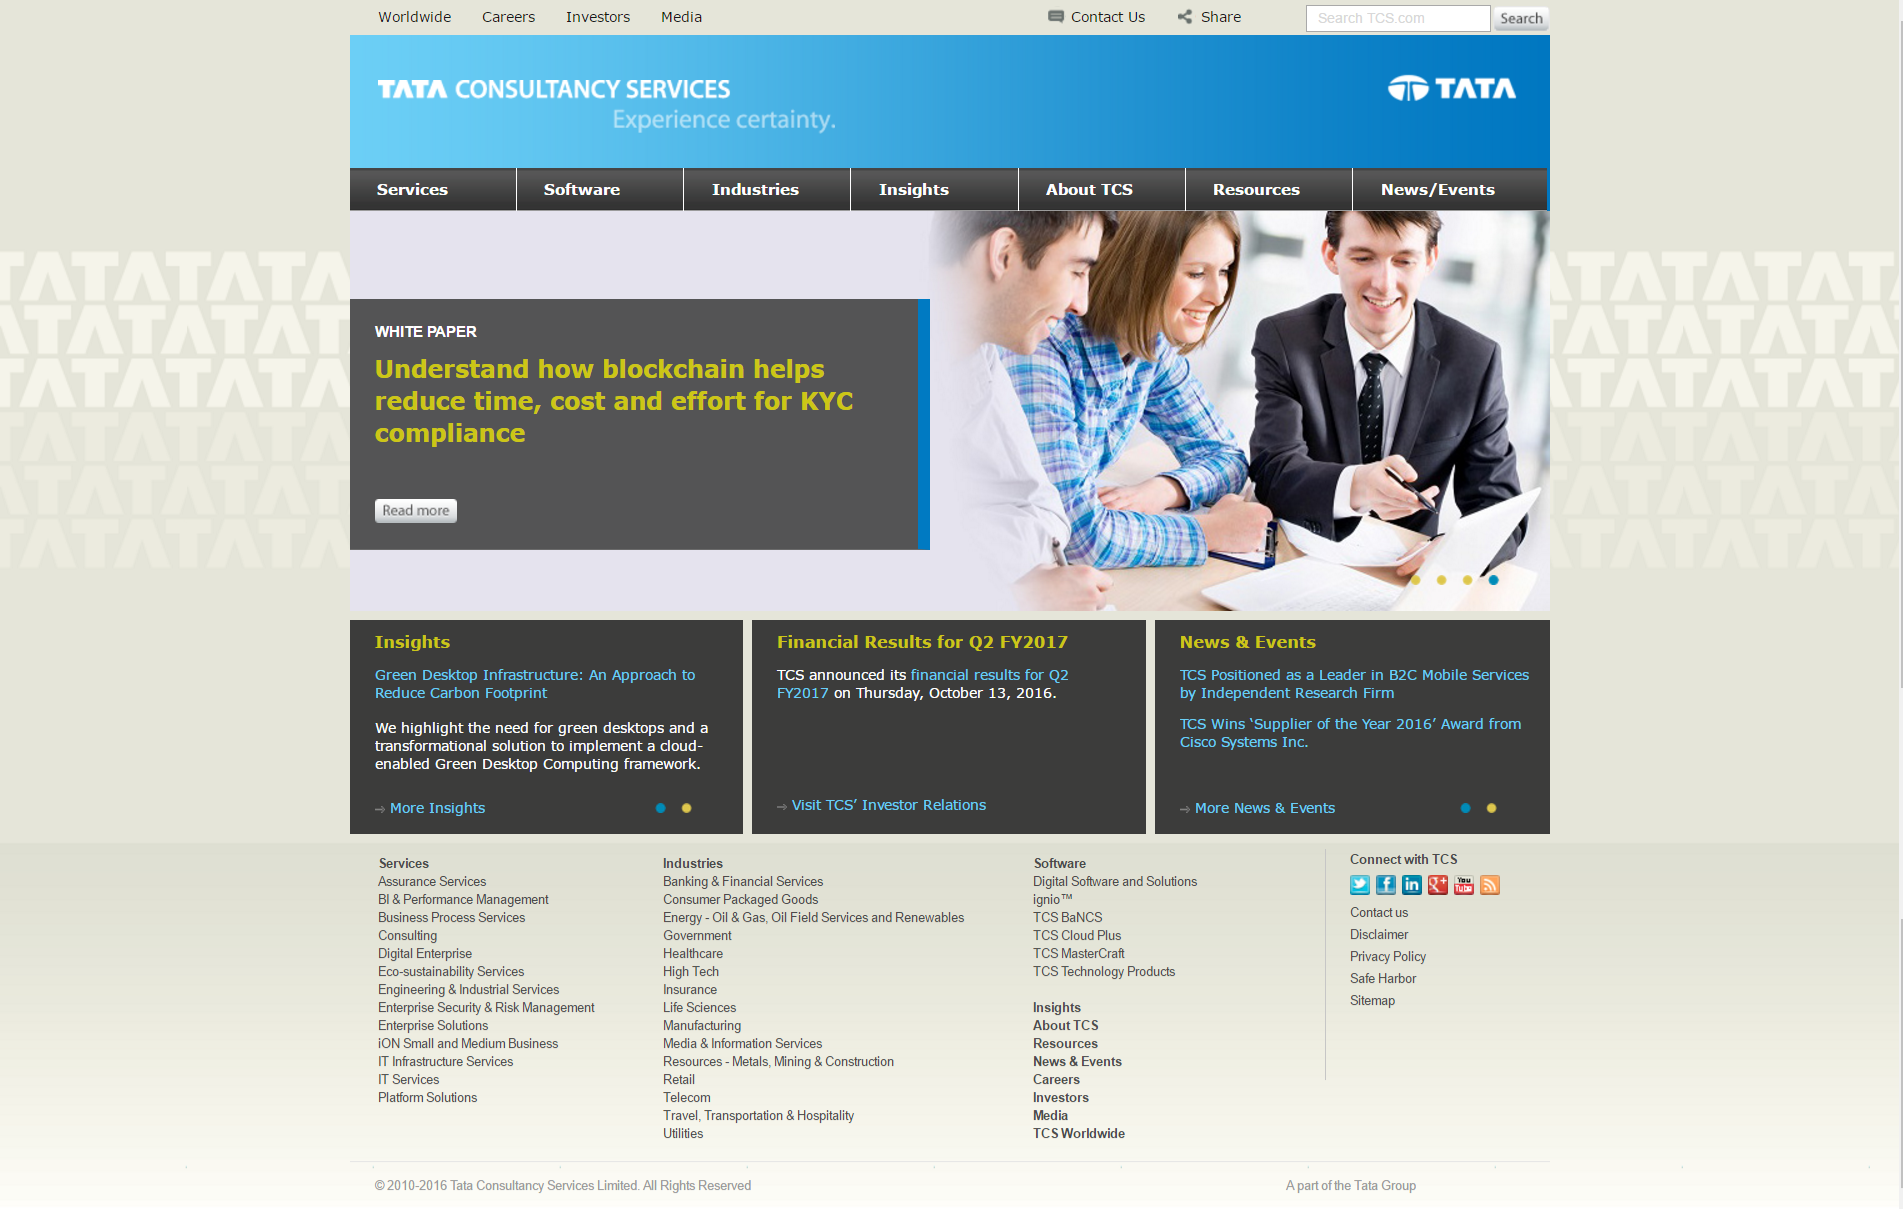 Worldwide Careers Investors Media Contact Us Share Search TCS.com Search
TATA CONSULTANCY SERVICES
Experience certainty.
TATA
Services Software Industries Insights About TCS Resources News/Events
WHITE PAPER
Understand how blockchain helps
reduce time, cost and effort for KYC
compliance
Read more
Insights
Green Desktop Infrastructure: An Approach to
Reduce Carbon Footprint
We highlight the need for green desktops and a
transformational solution to implement a cloud-
enabled Green Desktop Computing framework.
More Insights
Financial Results for Q2 FY2017
TCS announced its financial results for Q2
FY2017 on Thursday, October 13, 2016.
Visit TCS’ Investor Relations
News & Events
TCS Positioned as a Leader in B2C Mobile Services
by Independent Research Firm
TCS Wins ‘Supplier of the Year 2016’ Award from
Cisco Systems Inc.
More News & Events
Services
Assurance Services
BI & Performance Management
Business Process Services
Consulting
Digital Enterprise
Eco-sustainability Services
Engineering & Industrial Services
Enterprise Security & Risk Management
Enterprise Solutions
iON Small and Medium Business
IT Infrastructure Services
IT Services
Platform Solutions
Industries
Banking & Financial Services
Consumer Packaged Goods
Energy - Oil & Gas, Oil Field Services and Renewables
Government
Healthcare
High Tech
Insurance
Life Sciences
Manufacturing
Media & Information Services
Resources - Metals, Mining & Construction
Retail
Telecom
Travel, Transportation & Hospitality
Utilities
Software
Digital Software and Solutions
ignio™
TCS BaNCS
TCS Cloud Plus
TCS MasterCraft
TCS Technology Products
Insights
About TCS
Resources
News & Events
Careers
Investors
Media
TCS Worldwide
Connect with TCS
Contact us
Disclaimer
Privacy Policy
Safe Harbor
Sitemap
© 2010-2016 Tata Consultancy Services Limited. All Rights Reserved
A part of the Tata Group